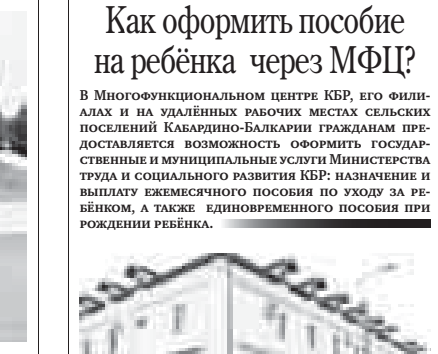 Как оформить пособие
на ребёнка через МФЦ?
В Многофункциональном центре КБР, его фили-
алах и на удалённых рабочих местах сельских
поселений Кабардино-Балкарии гражданам пре-
доставляется возможность оформить государ-
ственные и муниципальные услуги Министерства
труда и социального развития КБР: назначение и
выплату ежемесячного пособия по уходу за ре-
бёнком, а также единовременного пособия при
рождении ребёнка.